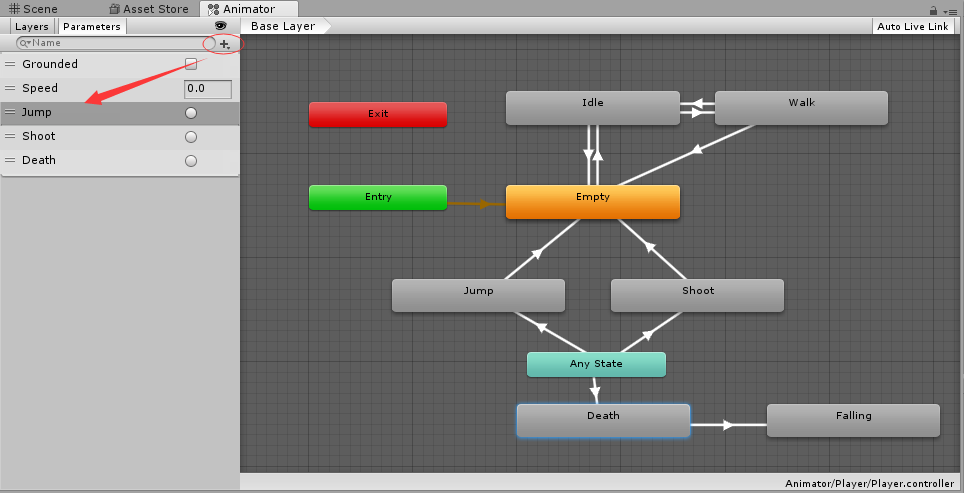 Scene Asset Store Animator
Layers Parameters Base Layer Auto Live Link
Name
Grounded
Speed 0.0
Jump
Shoot
Death
Idle Walk
Exit
Entry Empty
Jump Shoot
Any State
Death Falling
Animator/Player/Player.controller